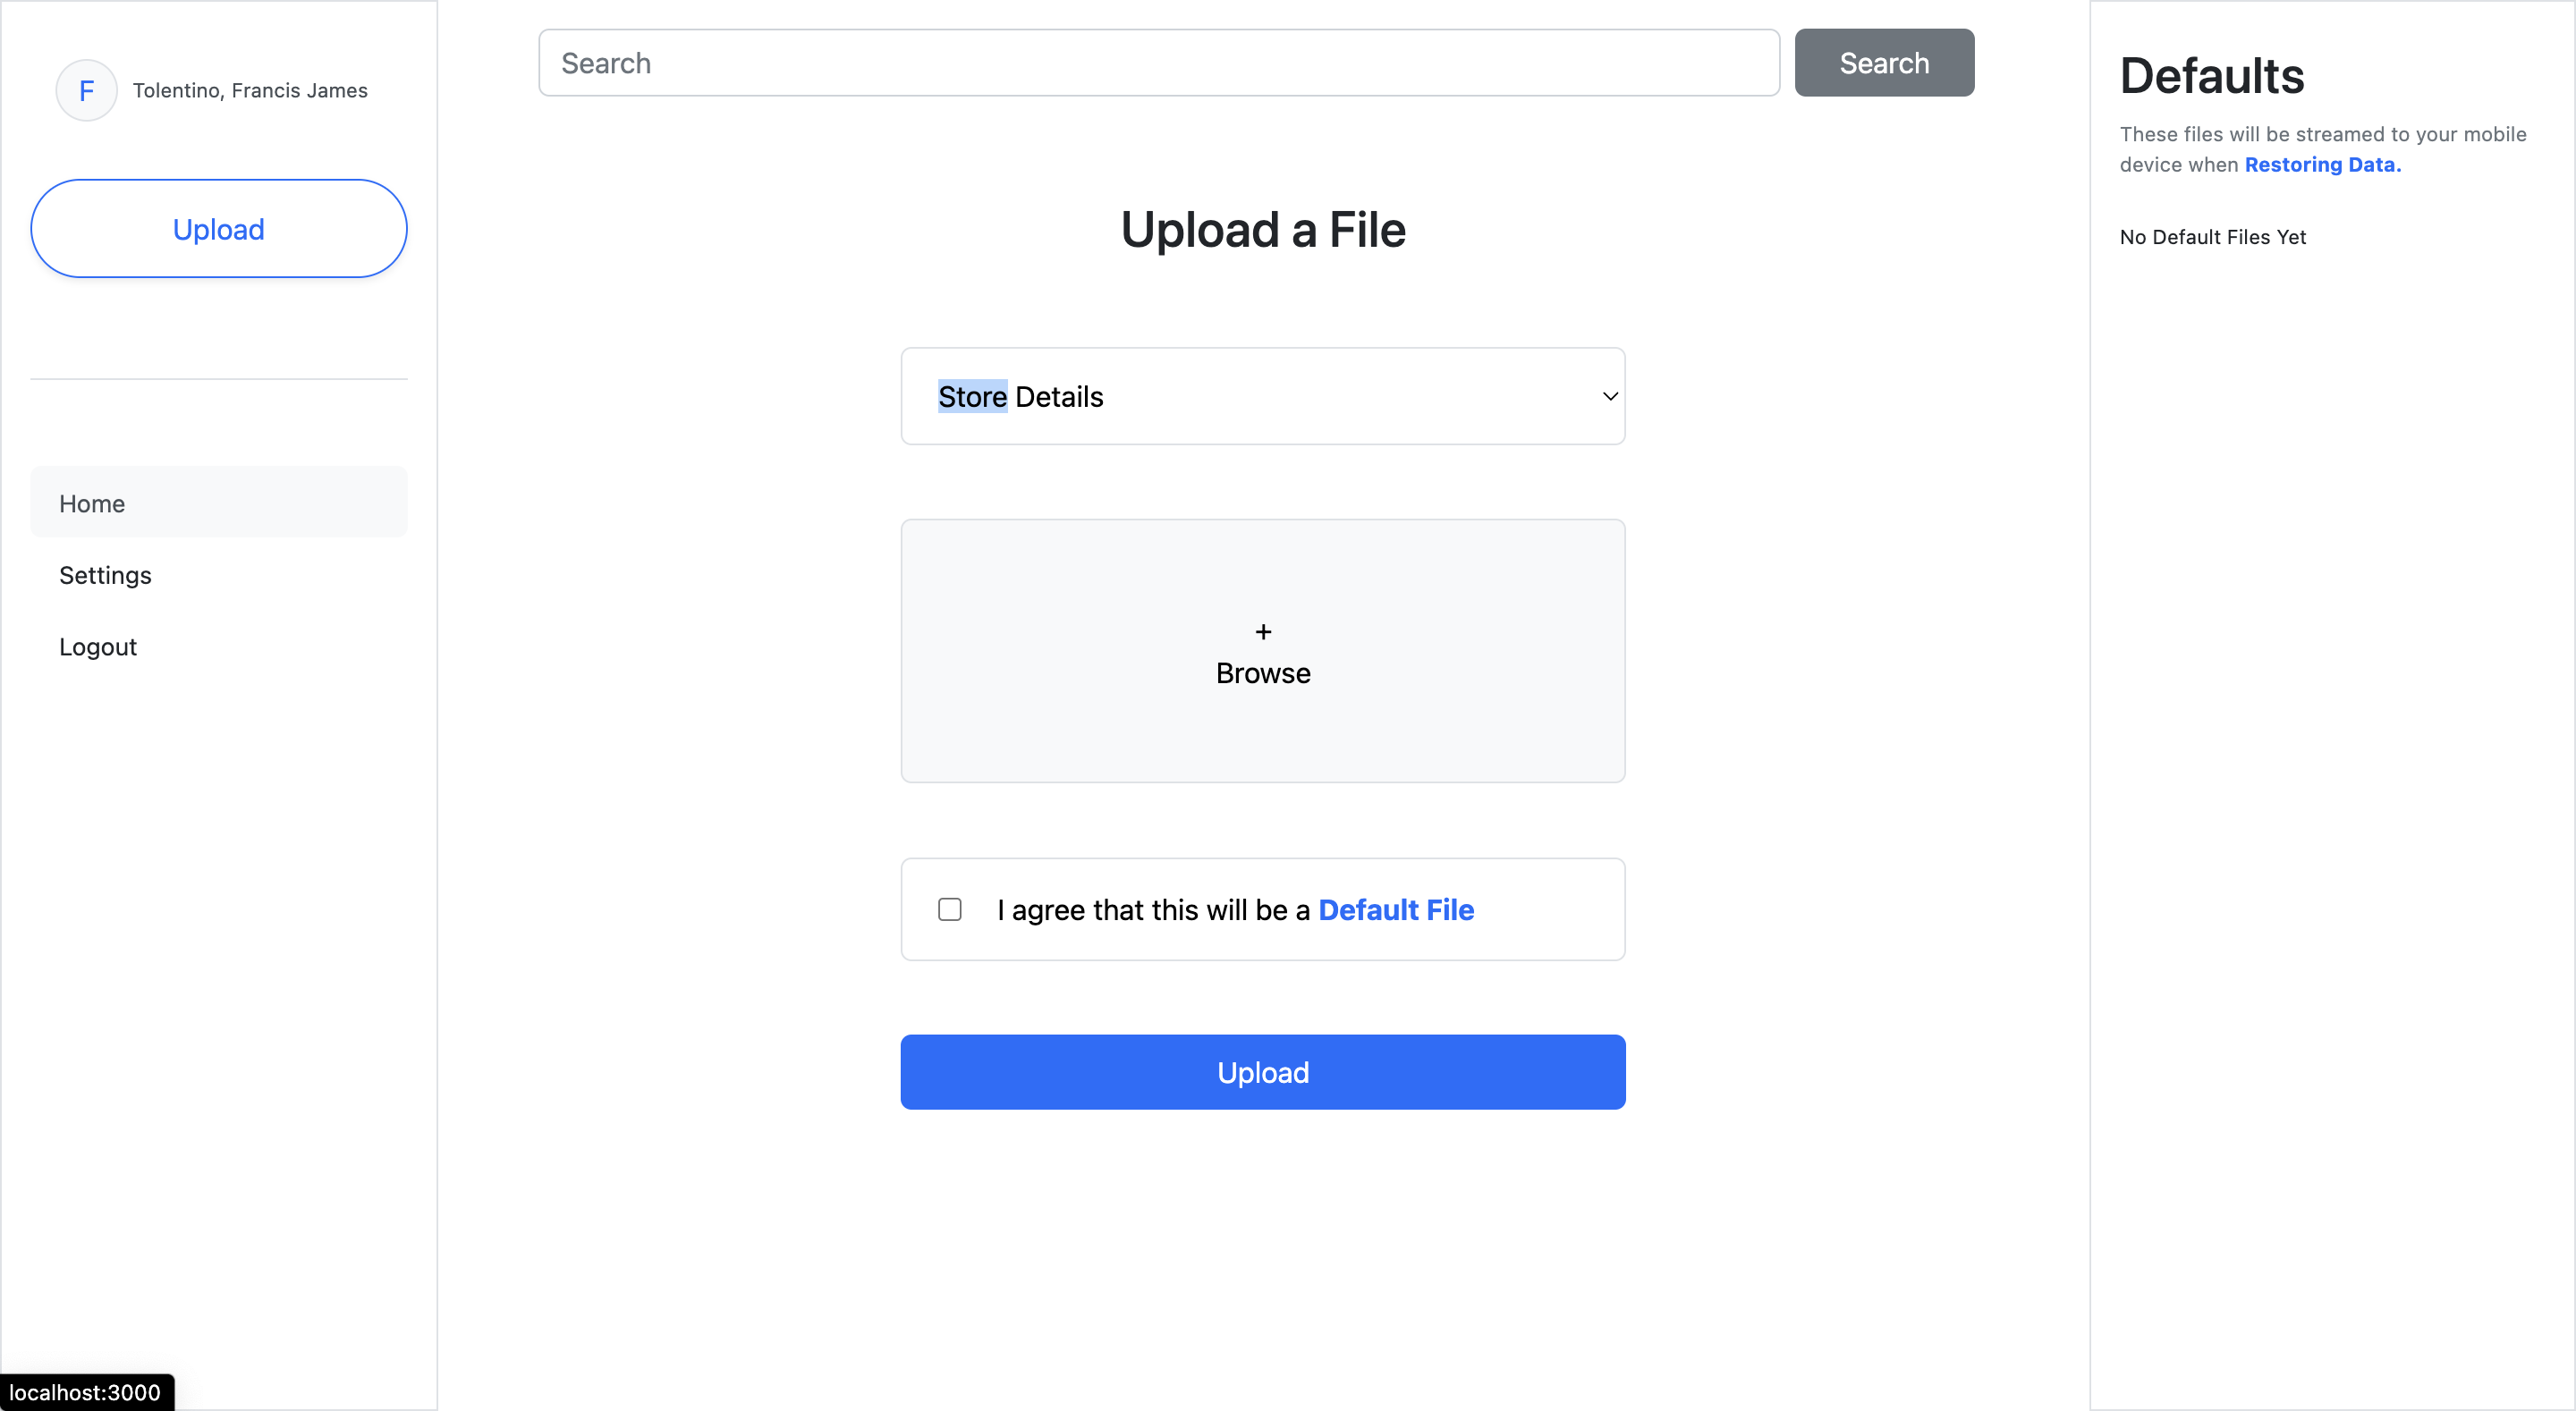 F
Tolentino, Francis James
Upload
Home
Settings
Logout
localhost:3000
Search
Search
Upload a File
Store Details
+
Browse
I agree that this will be a Default File
Upload
Defaults
These files will be streamed to your mobile
device when Restoring Data.
No Default Files Yet